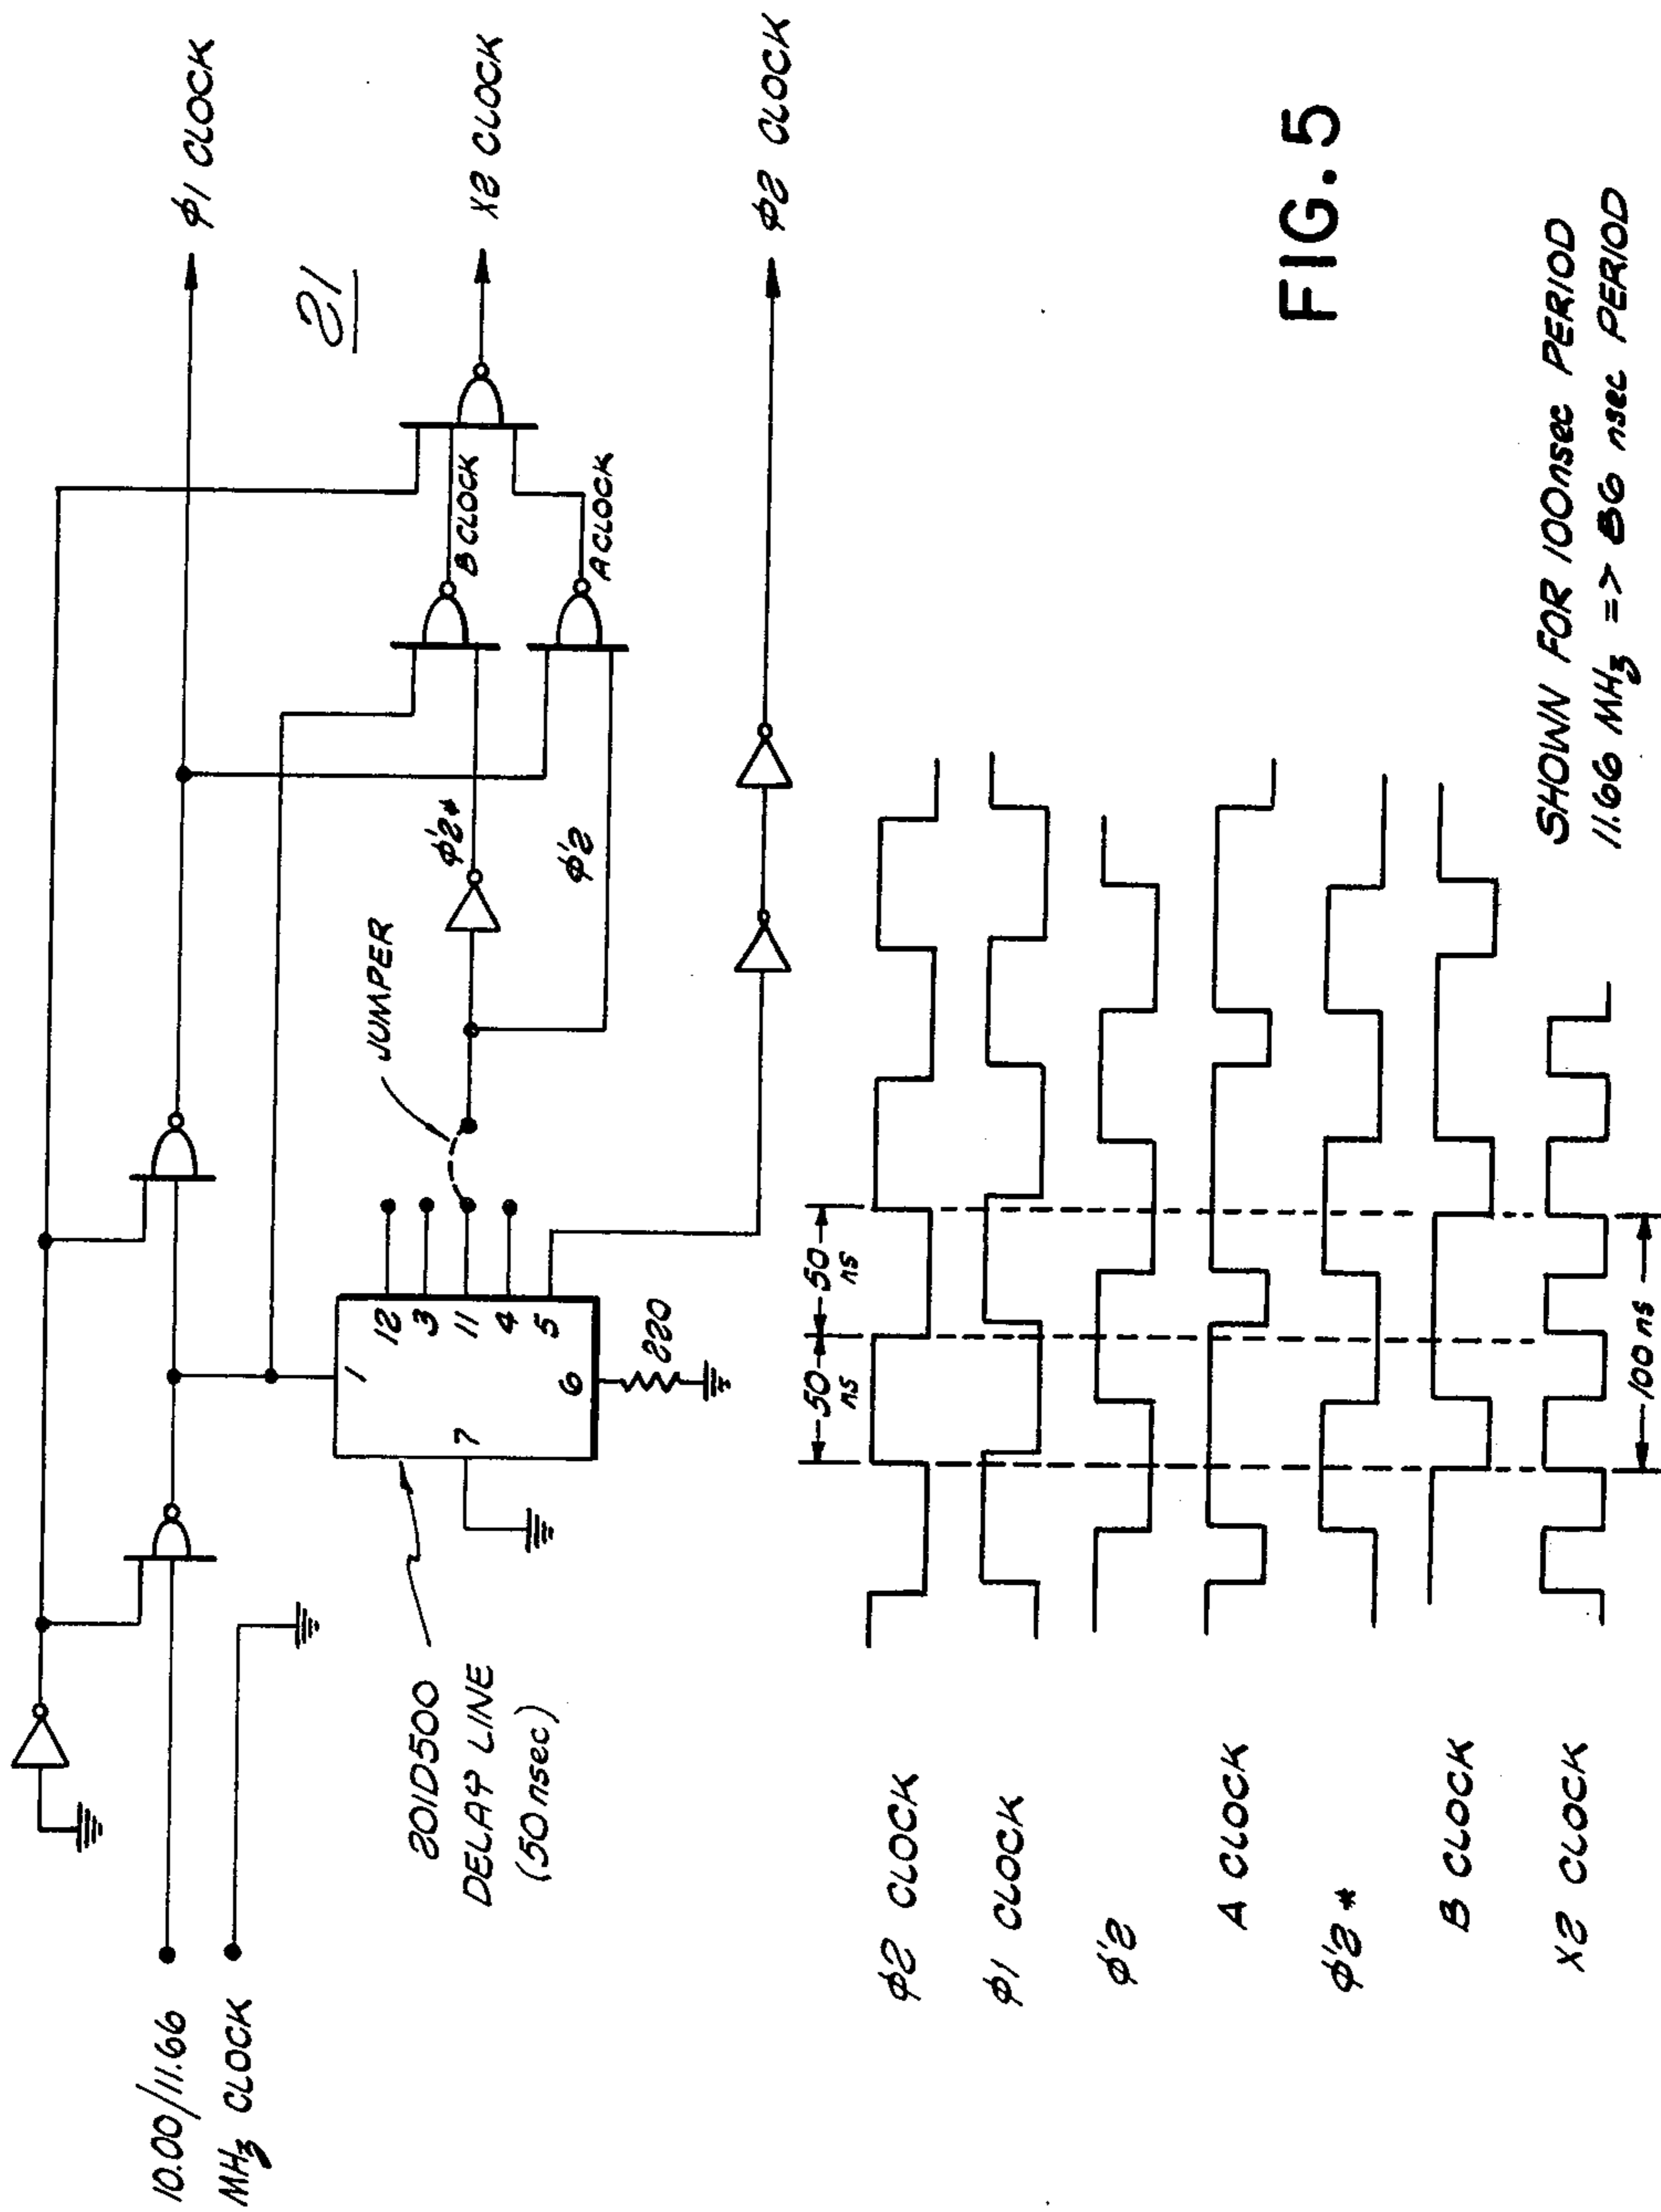 10.00/11.66
MHz CLOCK
φ1 CLOCK
21
X2 CLOCK
B CLOCK
A CLOCK
φ'2*
φ'2
JUMPER
φ2 CLOCK
1
7
6
12
3
11
4
5
220
201D500
DELAY LINE
(50 nsec)
50
ns
50
ns
φ2 CLOCK
φ1 CLOCK
φ'2
A CLOCK
φ'2*
B CLOCK
X2 CLOCK
100 ns
SHOWN FOR 100nsec PERIOD
11.66 MHz => 86 nsec PERIOD
FIG. 5